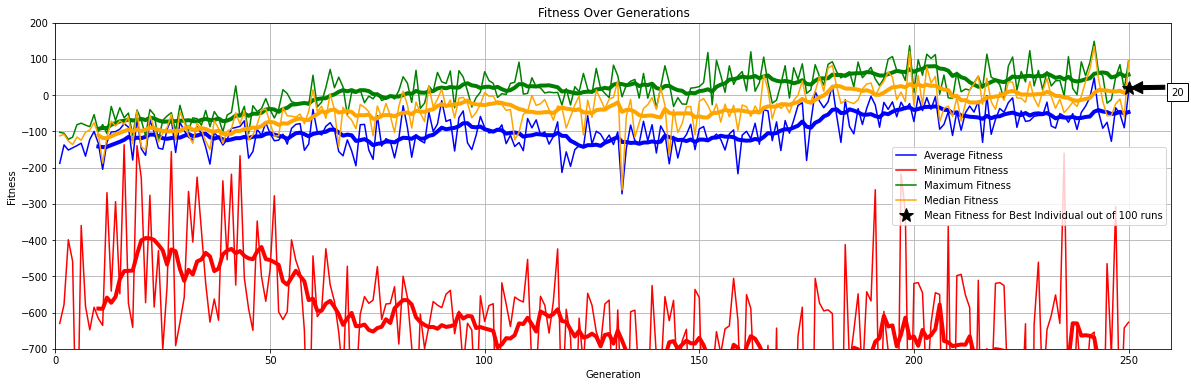 Fitness Over Generations
200
100
0
−100
−200
−300
−400
−500
−600
−700
Fitness
0
50
100
150
200
250
Generation
20
Average Fitness
Minimum Fitness
Maximum Fitness
Median Fitness
Mean Fitness for Best Individual out of 100 runs